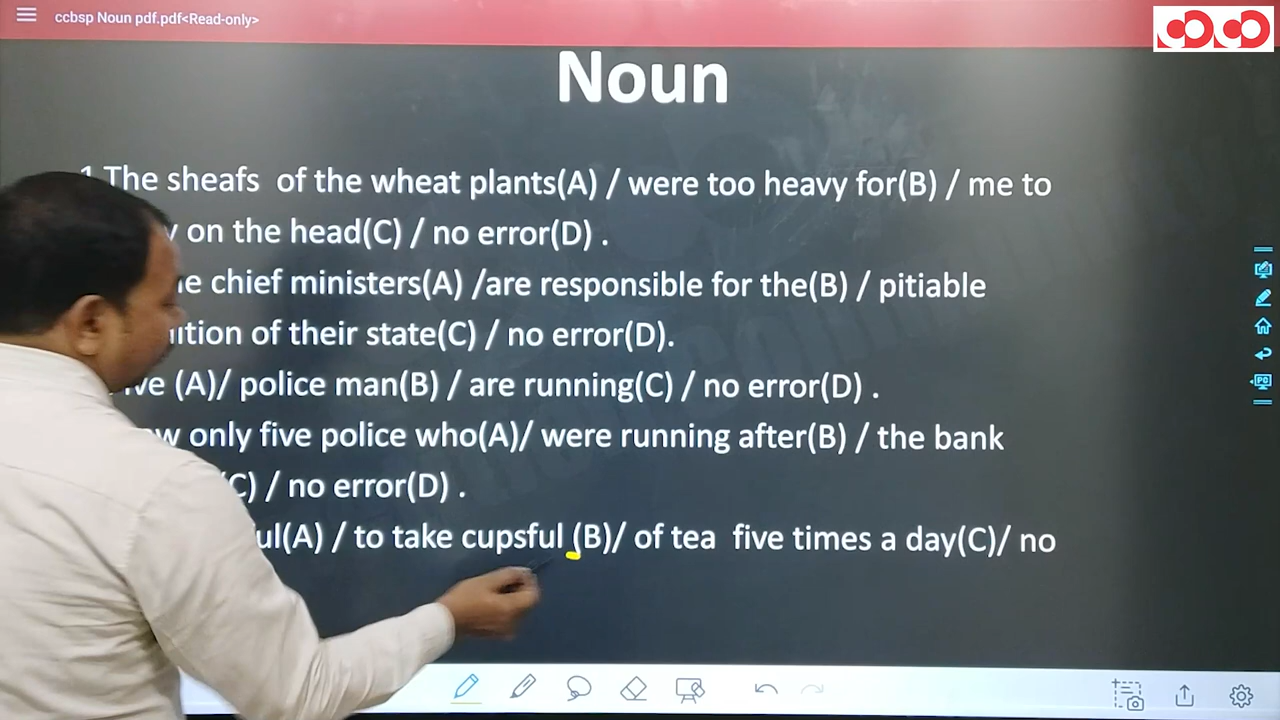 ccbsp Noun pdf.pdf<Read-only>
Noun
1 The sheafs of the wheat plants(A) / were too heavy for(B) / me to
on the head(C) / no error(D) .
chief ministers(A) /are responsible for the(B) / pitiable
of their state(C) / no error(D).
(A)/ police man(B) / are running(C) / no error(D) .
only five police who(A)/ were running after(B) / the bank
(C) / no error(D) .
(A) / to take cupsful (B)/ of tea five times a day(C)/ no